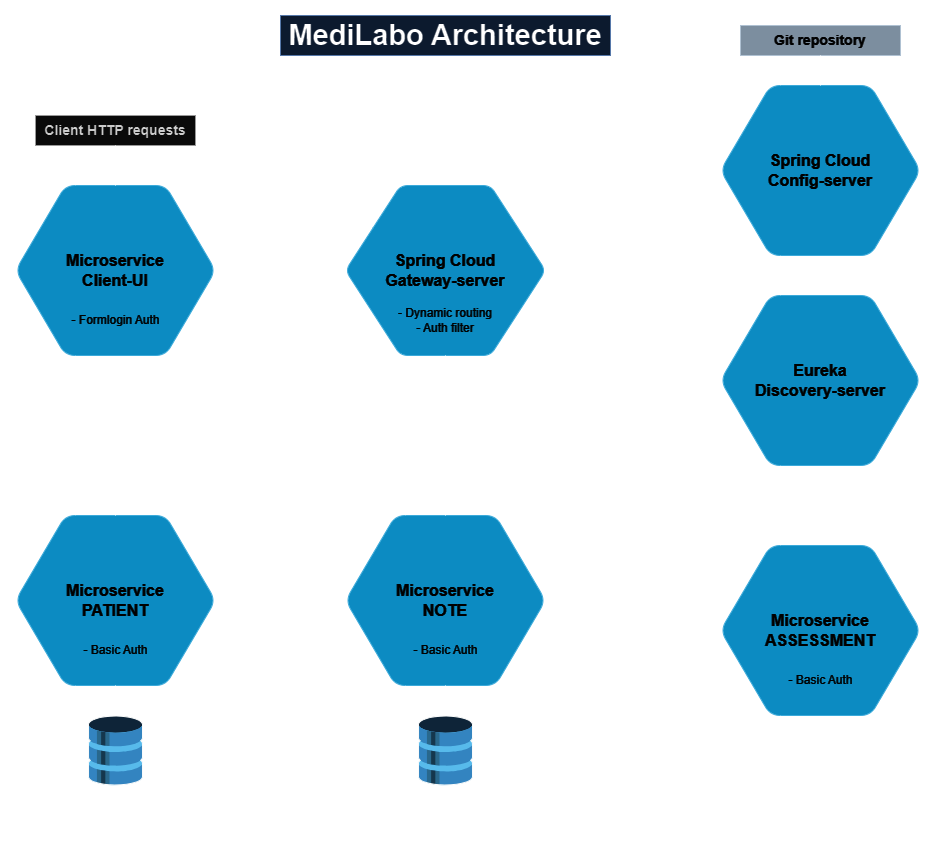 MediLabo Architecture
Git repository
Client HTTP requests
Spring Cloud
Config-server
Microservice
Client-UI
- Formlogin Auth
Spring Cloud
Gateway-server
- Dynamic routing
- Auth filter
Eureka
Discovery-server
Microservice
PATIENT
- Basic Auth
Microservice
NOTE
- Basic Auth
Microservice
ASSESSMENT
- Basic Auth